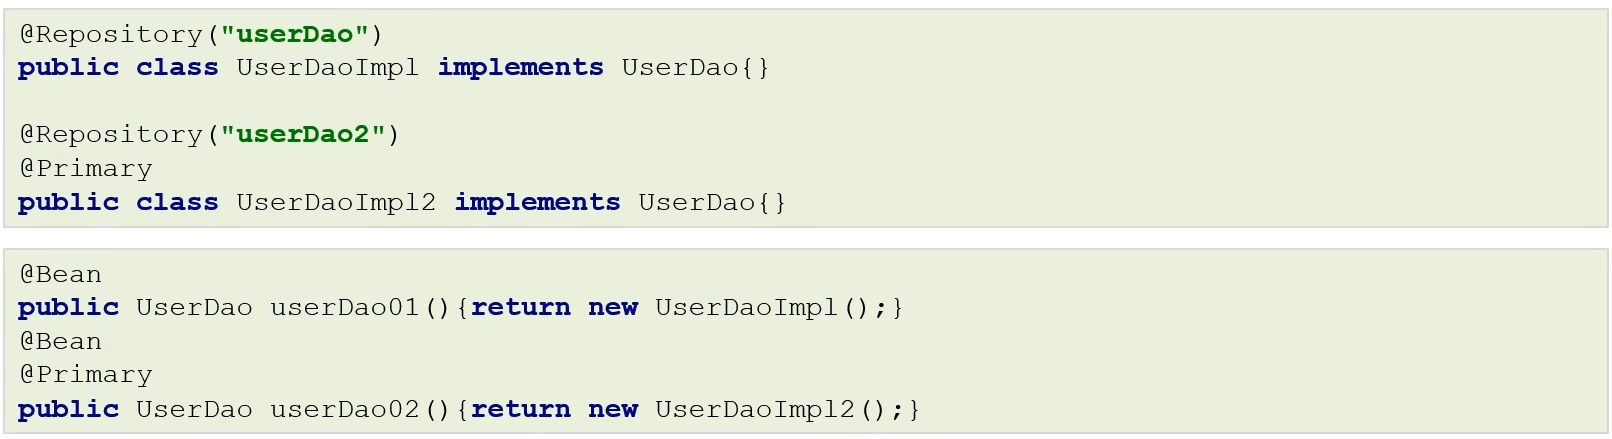 @Repository("userDao")
public class UserDaoImpl implements UserDao{}
@Repository("userDao2")
@Primary
public class UserDaoImpl2 implements UserDao{}
@Bean
public UserDao userDao01(){return new UserDaoImpl();}
@Bean
@Primary
public UserDao userDao02(){return new UserDaoImpl2();}